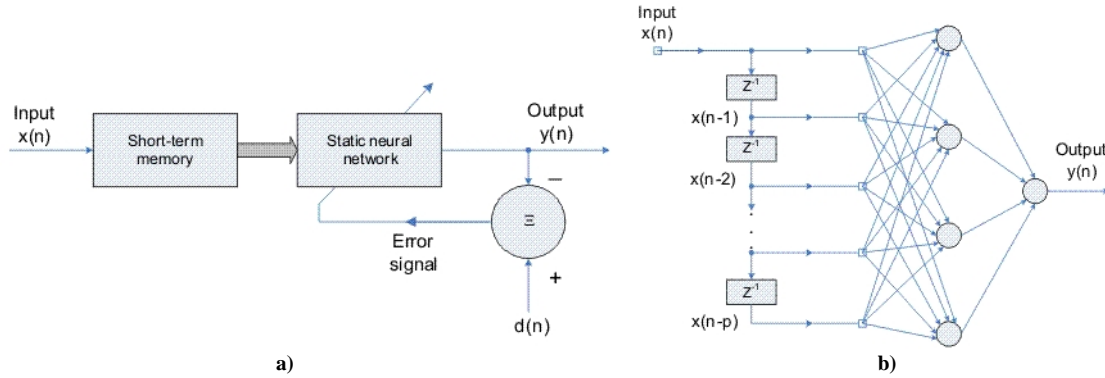 Input
x(n)
Short-term
memory
Static neural
network
Output
y(n)
−
Ξ
Error
signal
+
d(n)
a)
Input
x(n)
Z-1
x(n-1)
Z-1
x(n-2)
Z-1
x(n-p)
Output
y(n)
b)